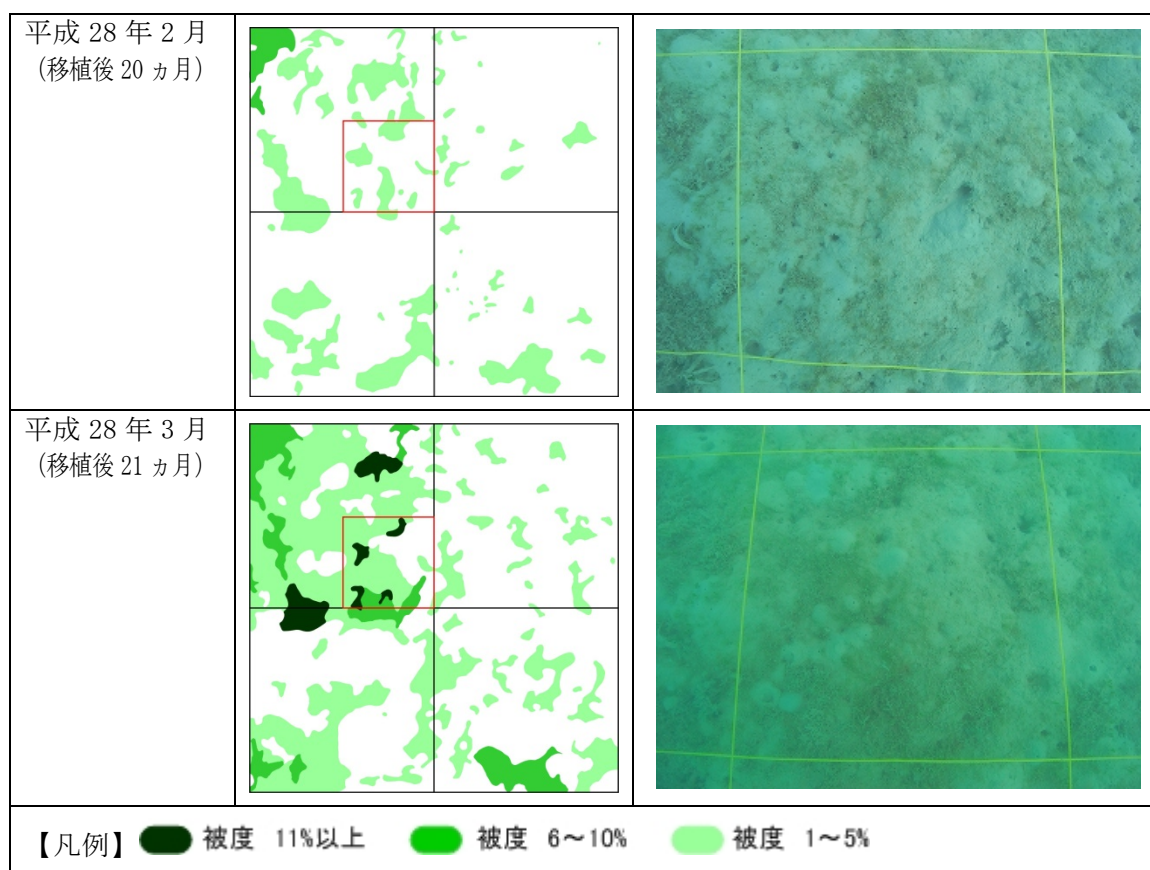 平成 28 年 2 月
（移植後 20 ヵ月）
平成 28 年 3 月
（移植後 21 ヵ月）
【凡例】 被度 11%以上 被度 6～10% 被度 1～5%